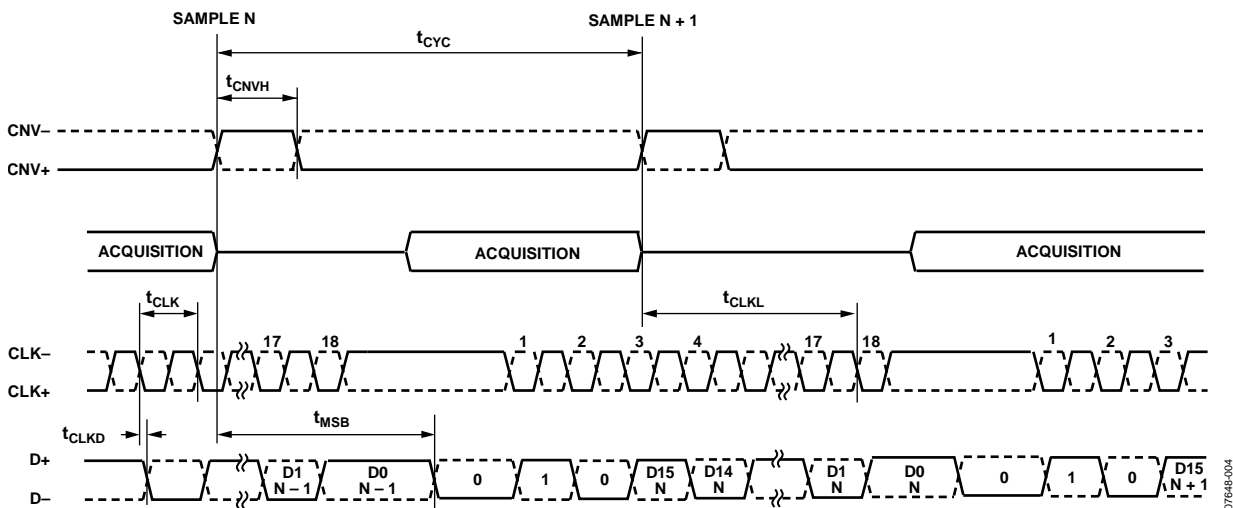 SAMPLE N SAMPLE N + 1
tCYC
tCNVH
CNV–
CNV+
ACQUISITION ACQUISITION ACQUISITION
tCLK tCLKL
CLK– 17 18 1 2 3 4 17 18 1 2 3
CLK+
tCLKD tMSB
D+
D1 N – 1 D0 N – 1 0 1 0 D15 N D14 N D1 N D0 N 0 1 0 D15 N + 1
D–
07648-004